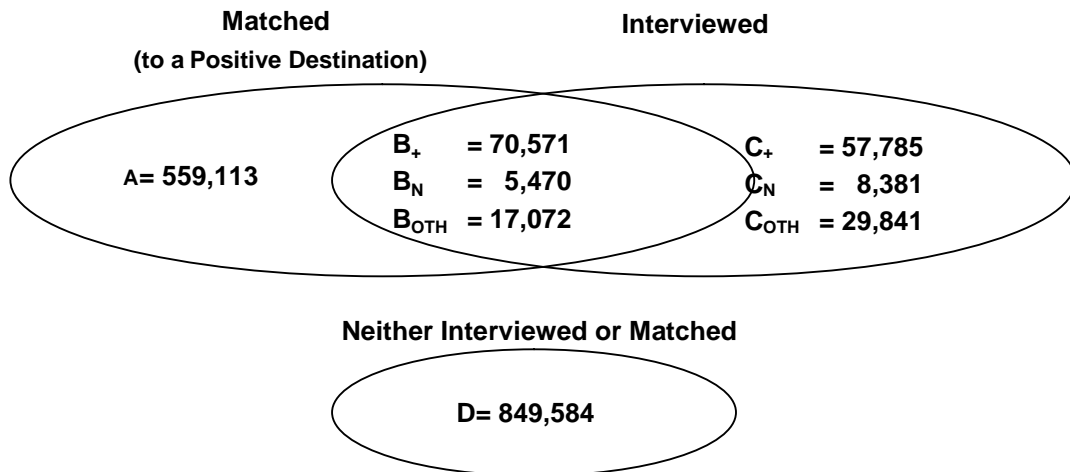 Matched
(to a Positive Destination)
Interviewed
A= 559,113
B+ = 70,571
BN = 5,470
BOTH = 17,072
C+ = 57,785
CN = 8,381
COTH = 29,841
Neither Interviewed or Matched
D= 849,584